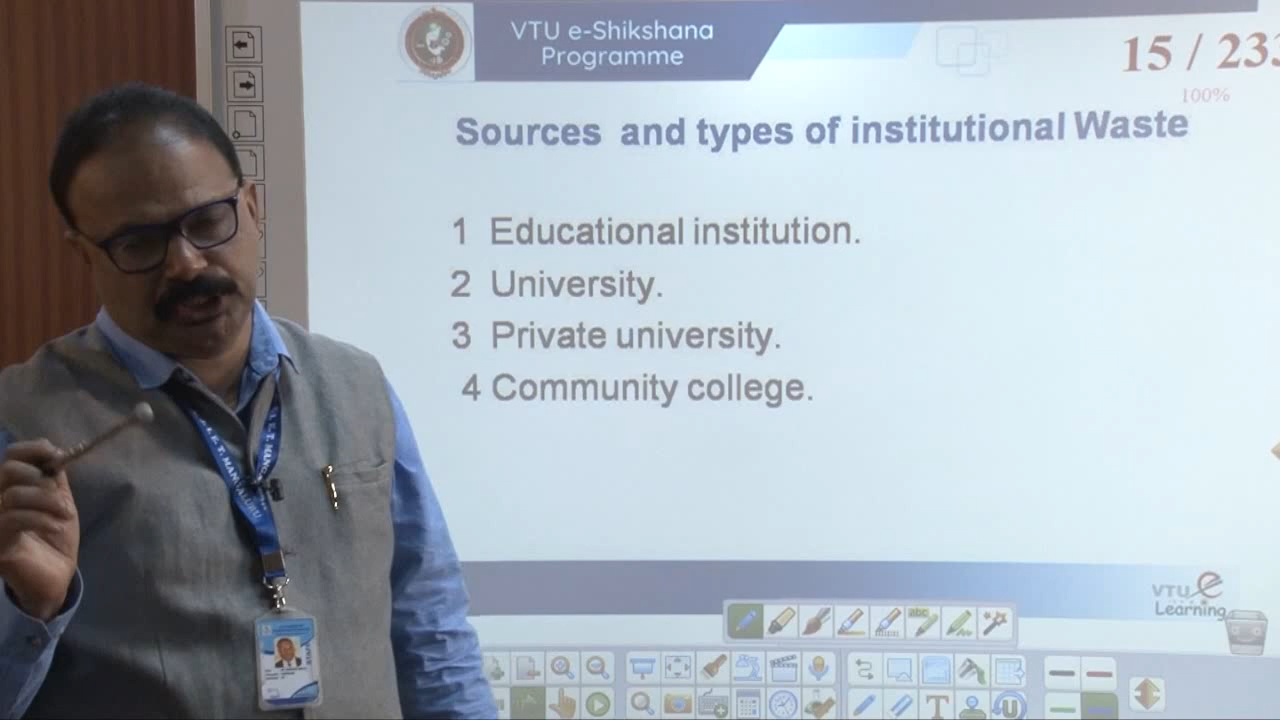 VTU e-Shikshana
Programme
15 / 233
100%
Sources and types of institutional Waste
1 Educational institution.
2 University.
3 Private university.
4 Community college.
VTU
Learning
abc
T